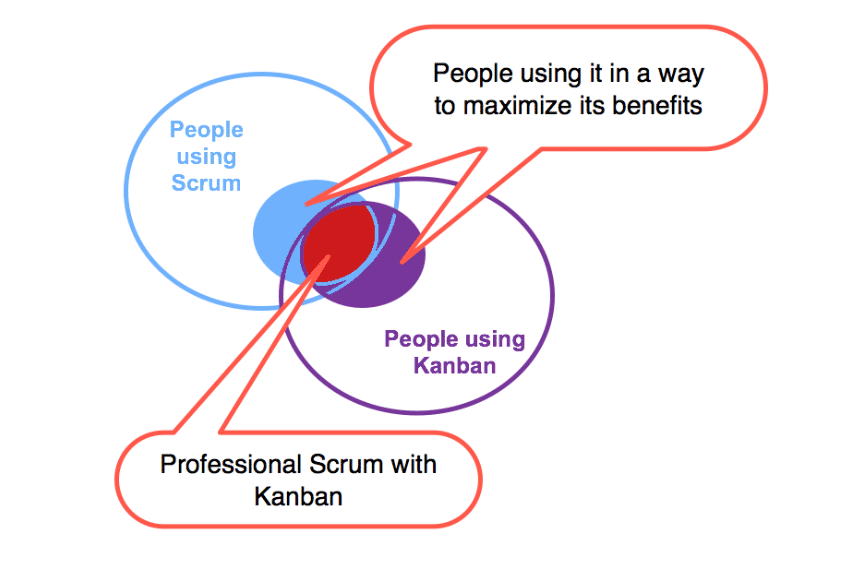 People using it in a way
to maximize its benefits
People
using
Scrum
People using
Kanban
Professional Scrum with
Kanban